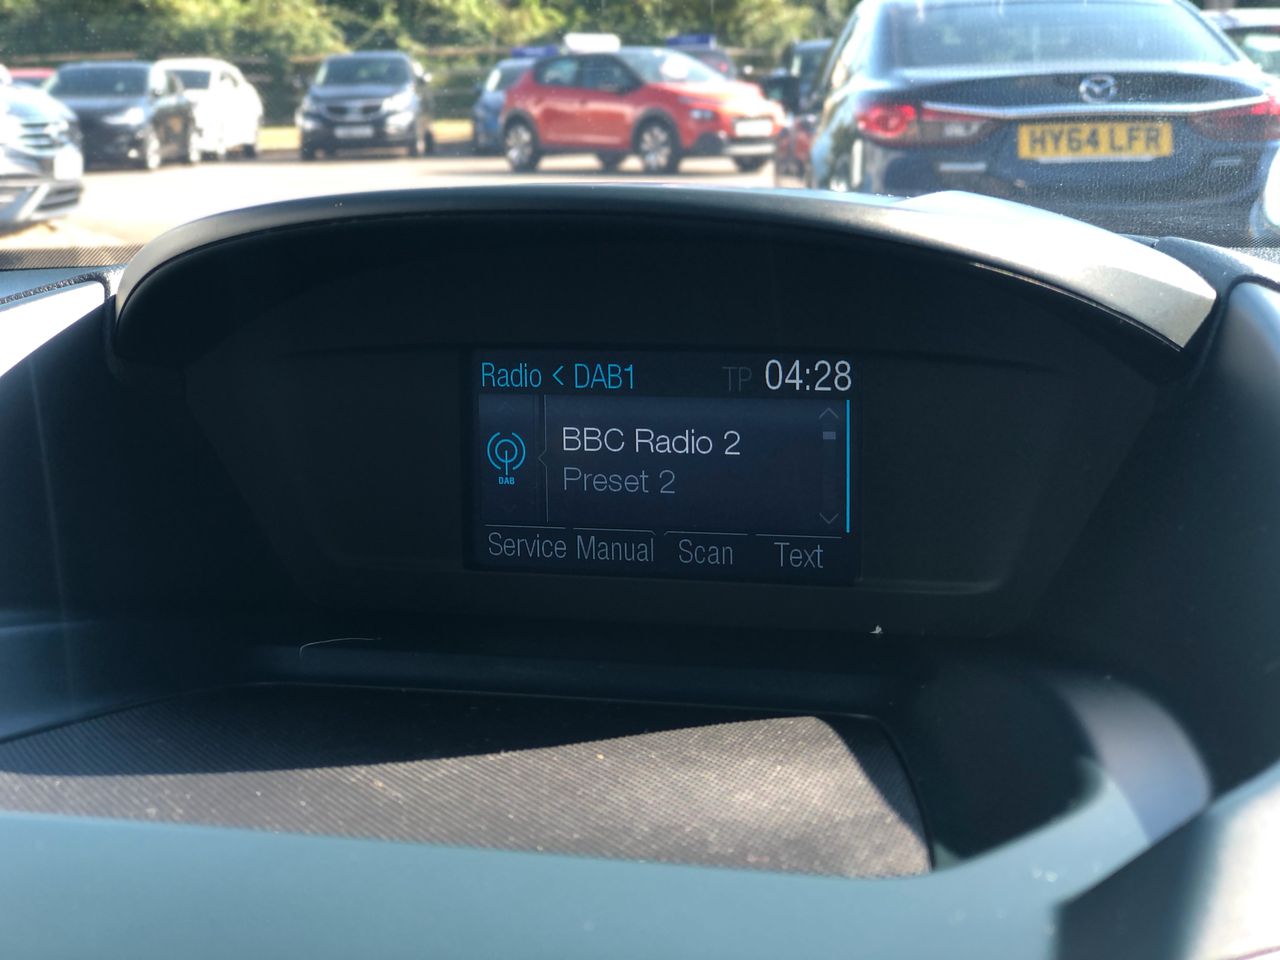 HY64 LFR
Radio < DAB1 TP 04:28
BBC Radio 2
DAB
Preset 2
Service Manual Scan Text